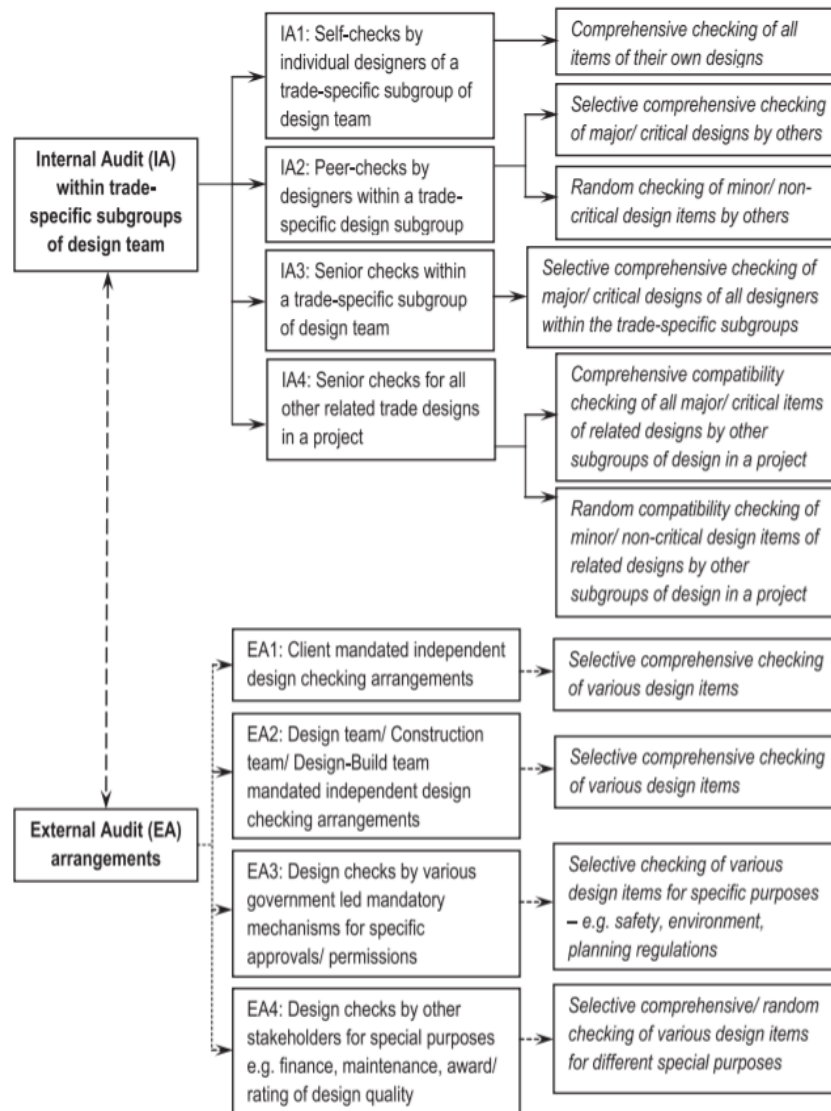 IA1: Self-checks by
individual designers of a
trade-specific subgroup of
design team
Comprehensive checking of all
items of their own designs
Internal Audit (IA)
within trade-
specific subgroups
of design team
IA2: Peer-checks by
designers within a trade-
specific design subgroup
Selective comprehensive checking
of major/ critical designs by others
Random checking of minor/ non-
critical design items by others
IA3: Senior checks within
a trade-specific subgroup
of design team
Selective comprehensive checking of
major/ critical designs of all designers
within the trade-specific subgroups
IA4: Senior checks for all
other related trade designs
in a project
Comprehensive compatibility
checking of all major/ critical items
of related designs by other
subgroups of design in a project
Random compatibility checking of
minor/ non-critical design items of
related designs by other
subgroups of design in a project
External Audit (EA)
arrangements
EA1: Client mandated independent
design checking arrangements
Selective comprehensive checking
of various design items
EA2: Design team/ Construction
team/ Design-Build team
mandated independent design
checking arrangements
Selective comprehensive checking
of various design items
EA3: Design checks by various
government led mandatory
mechanisms for specific
approvals/ permissions
Selective checking of various
design items for specific purposes
– e.g. safety, environment,
planning regulations
EA4: Design checks by other
stakeholders for special purposes
e.g. finance, maintenance, award/
rating of design quality
Selective comprehensive/ random
checking of various design items
for different special purposes